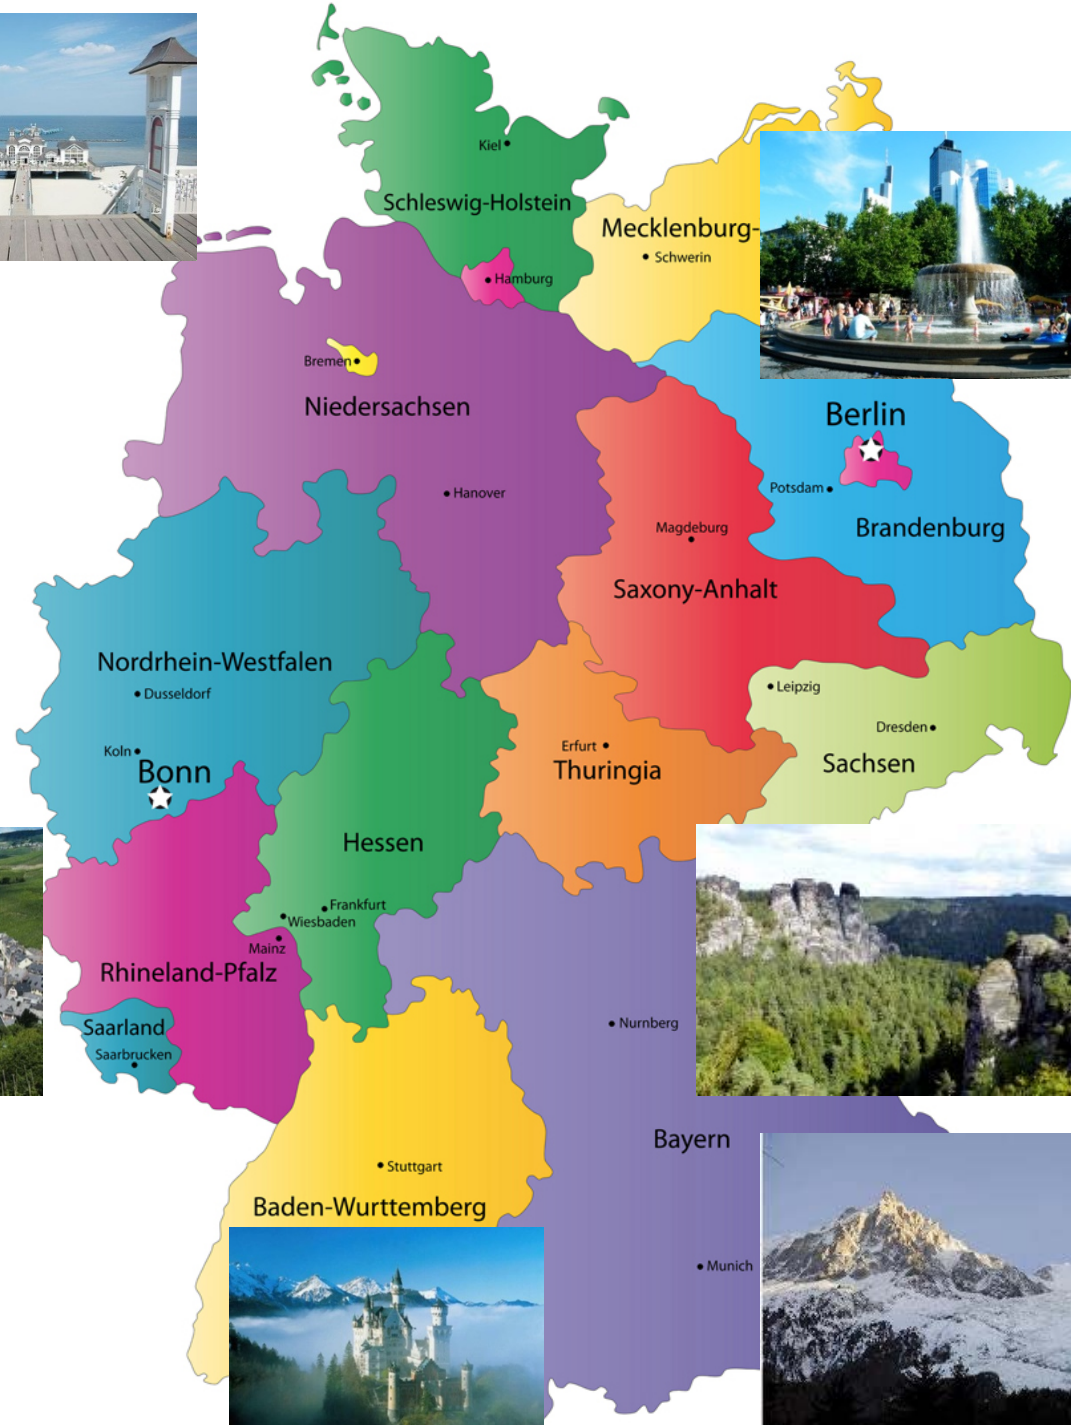 Kiel
Schleswig-Holstein
Mecklenburg-
Schwerin
Hamburg
Bremen
Niedersachsen
Berlin
Hanover
Potsdam
Magdeburg
Brandenburg
Saxony-Anhalt
Nordrhein-Westfalen
Dusseldorf
Leipzig
Dresden
Koln
Erfurt
Bonn
Thuringia
Sachsen
Hessen
Frankfurt
Wiesbaden
Mainz
Rhineland-Pfalz
Saarland
Nurnberg
Saarbrucken
Bayern
Stuttgart
Baden-Wurttemberg
Munich